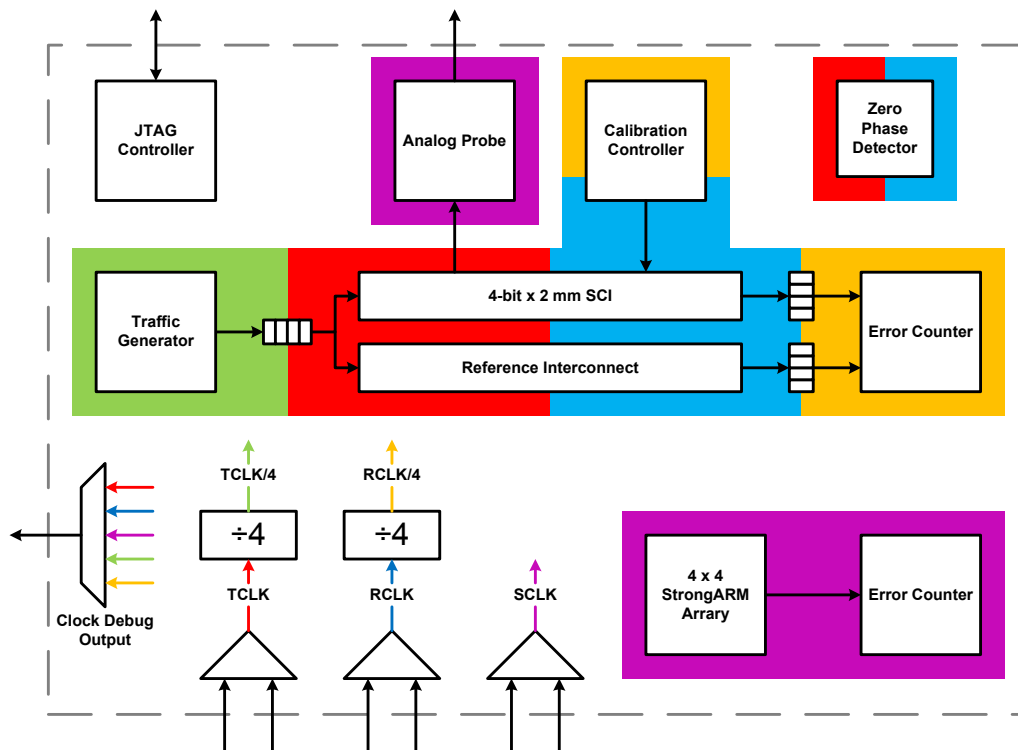 JTAG
Controller
Analog Probe
Calibration
Controller
Zero
Phase
Detector
Traffic
Generator
4-bit x 2 mm SCI
Reference Interconnect
Error Counter
TCLK/4
RCLK/4
÷4
÷4
TCLK
RCLK
SCLK
Clock Debug
Output
4 x 4
StrongARM
Arrary
Error Counter